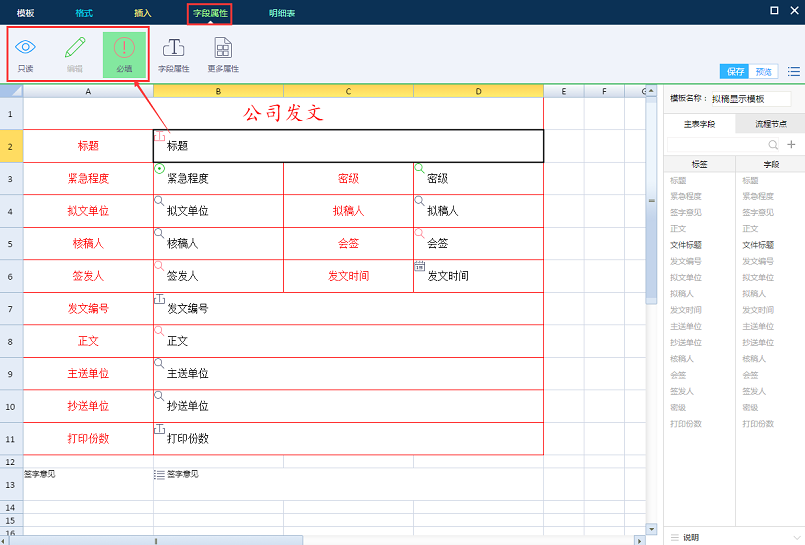 模板 格式 插入 字段属性 明细表
只读 编辑 必填 字段属性 更多属性
保存 预览
A B C D E F G
模板名称： 拟稿显示模板
1 公司发文
主表字段 流程节点
2 标题 标题
3 紧急程度 紧急程度 密级 密级
4 拟文单位 拟文单位 拟稿人 拟稿人
5 核稿人 核稿人 会签 会签
6 签发人 签发人 发文时间 发文时间
7 发文编号 发文编号
8 正文 正文
9 主送单位 主送单位
10 抄送单位 抄送单位
11 打印份数 打印份数
12
13 签字意见 签字意见
14
15
16
标签 字段
标题 标题
紧急程度 紧急程度
签字意见 签字意见
正文 正文
文件标题 文件标题
发文编号 发文编号
拟文单位 拟文单位
拟稿人 拟稿人
发文时间 发文时间
主送单位 主送单位
抄送单位 抄送单位
核稿人 核稿人
会签 会签
签发人 签发人
密级 密级
打印份数 打印份数
说明